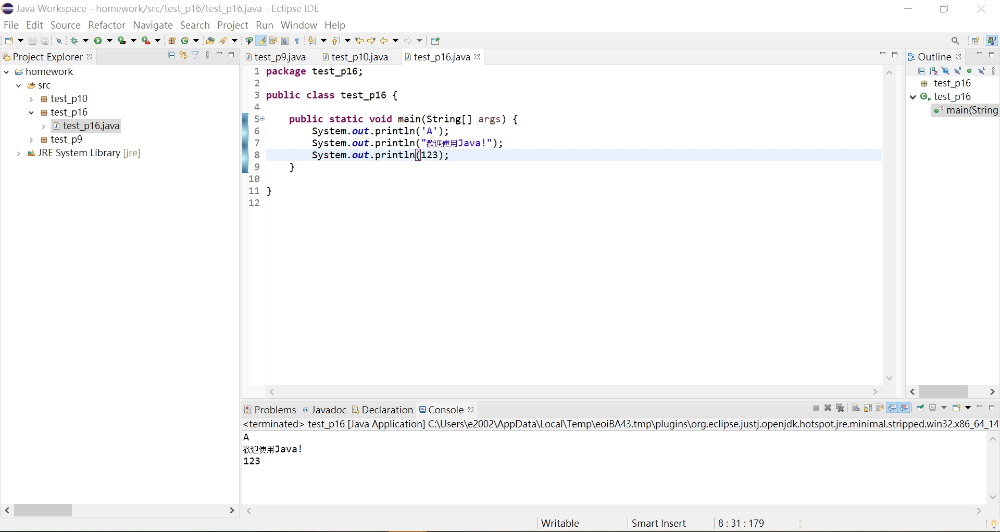 Java Workspace - homework/src/test_p16/test_p16.java - Eclipse IDE
File Edit Source Refactor Navigate Search Project Run Window Help
Project Explorer
homework
src
test_p10
test_p16
test_p16.java
test_p9
JRE System Library [jre]
test_p9.java test_p10.java test_p16.java
1 package test_p16;
2
3 public class test_p16 {
4
5 public static void main(String[] args) {
6 System.out.println('A');
7 System.out.println("歡迎使用Java!");
8 System.out.println(123);
9 }
10
11 }
12
Outline
test_p16
test_p16
main(String
Problems Javadoc Declaration Console
<terminated> test_p16 [Java Application] C:\Users\e2002\AppData\Local\Temp\eoiBA43.tmp\plugins\org.eclipse.justj.openjdk.hotspot.jre.minimal.stripped.win32.x86_64_14
A
歡迎使用Java!
123
Writable Smart Insert 8 : 31 : 179